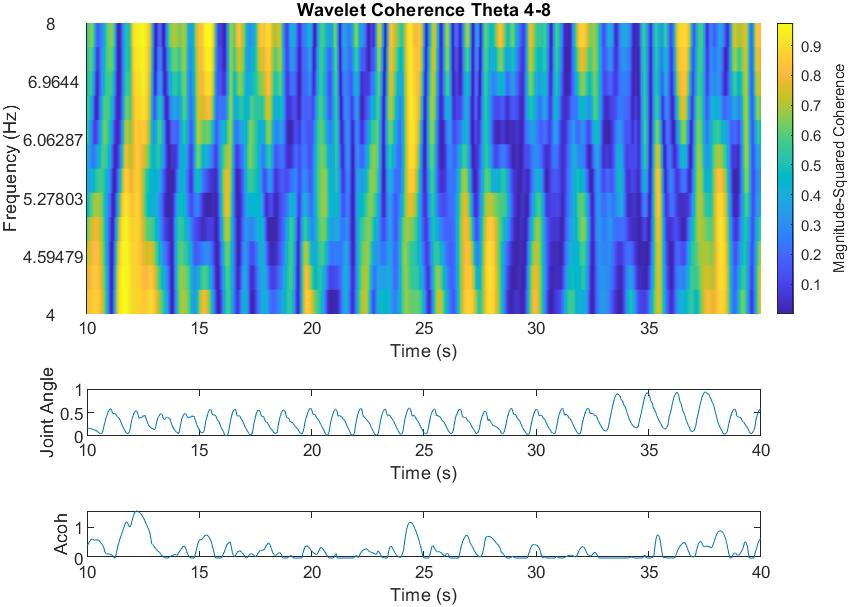 Wavelet Coherence Theta 4-8
Frequency (Hz)
8
6.9644
6.06287
5.27803
4.59479
4
10 15 20 25 30 35
Time (s)
0.9
0.8
0.7
0.6
0.5
0.4
0.3
0.2
0.1
Magnitude-Squared Coherence
Joint Angle
1
0.5
0
10 15 20 25 30 35 40
Time (s)
Acoh
1
0
10 15 20 25 30 35 40
Time (s)